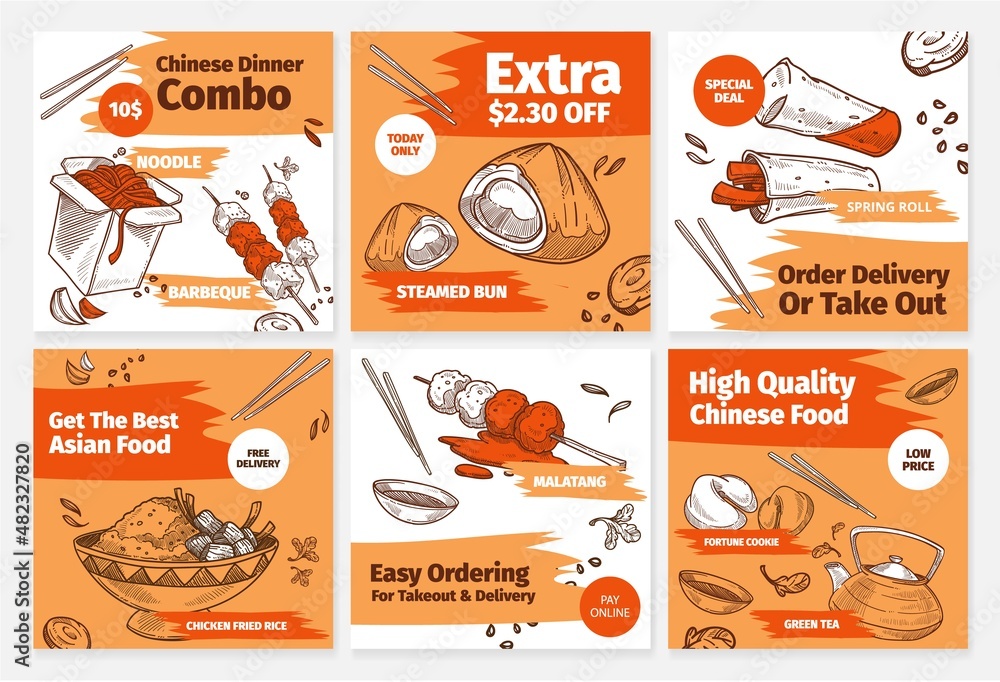 Chinese Dinner
Combo
10$
NOODLE
BARBEQUE
Extra
$2.30 OFF
TODAY
ONLY
STEAMED BUN
SPECIAL
DEAL
SPRING ROLL
Order Delivery
Or Take Out
Get The Best
Asian Food
FREE
DELIVERY
CHICKEN FRIED RICE
MALATANG
Easy Ordering
For Takeout & Delivery
PAY
ONLINE
High Quality
Chinese Food
LOW
PRICE
FORTUNE COOKIE
GREEN TEA
Adobe Stock | #482327820